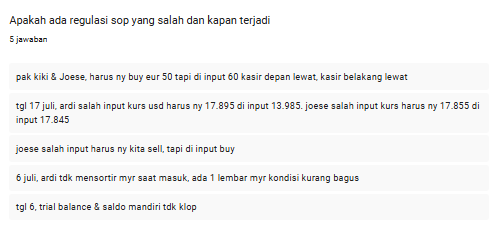 Apakah ada regulasi sop yang salah dan kapan terjadi
5 jawaban
pak kiki & Joese, harus ny buy eur 50 tapi di input 60 kasir depan lewat, kasir belakang lewat
tgl 17 juli, ardi salah input kurs usd harus ny 17.895 di input 13.985. joese salah input kurs harus ny 17.855 di
input 17.845
joese salah input harus ny kita sell, tapi di input buy
6 juli, ardi tdk mensortir myr saat masuk, ada 1 lembar myr kondisi kurang bagus
tgl 6, trial balance & saldo mandiri tdk klop